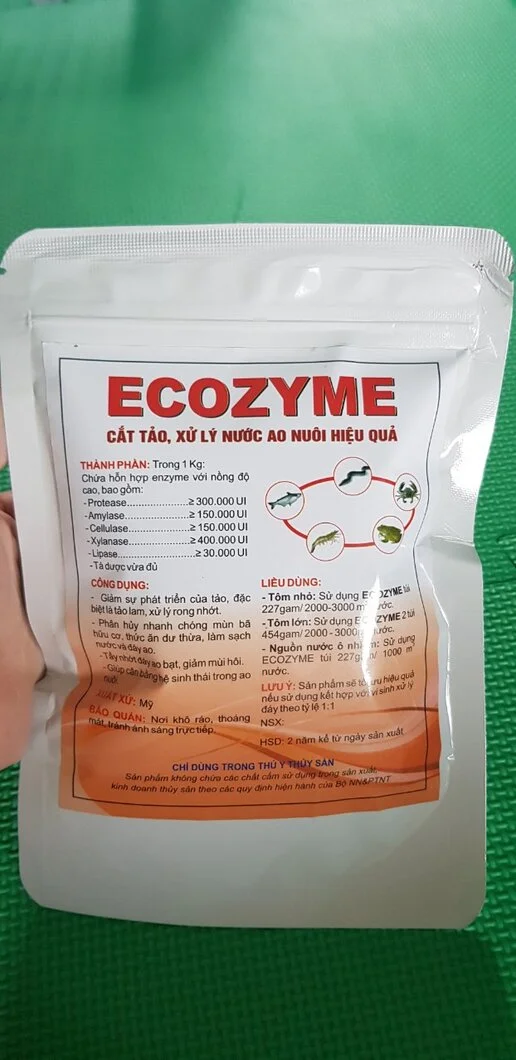 ECOZYME
CẮT TẢO, XỬ LÝ NƯỚC AO NUÔI HIỆU QUẢ
THÀNH PHẦN: Trong 1 Kg:
Chứa hỗn hợp enzyme với nồng độ
cao, bao gồm:
- Protease..............................≥ 300.000 UI
- Amylase..............................≥ 150.000 UI
- Cellulase.............................≥ 150.000 UI
- Xylanase.............................≥ 400.000 UI
- Lipase..................................≥ 30.000 UI
- Tá dược vừa đủ
CÔNG DỤNG:
- Giảm sự phát triển của tảo, đặc
biệt là tảo lam, xử lý rong nhớt.
- Phân hủy nhanh chóng mùn bã
hữu cơ, thức ăn dư thừa, làm sạch
nước và đáy ao.
- Tẩy nhớt đáy ao bạt, giảm mùi hôi.
- Giúp cân bằng hệ sinh thái trong ao
nuôi
XUẤT XỨ: Mỹ
BẢO QUẢN: Nơi khô ráo, thoáng
mát, tránh ánh sáng trực tiếp.
LIỀU DÙNG:
- Tôm nhỏ: Sử dụng ECOZYME túi
227gam/ 2000-3000 m³ nước.
- Tôm lớn: Sử dụng ECOZYME 2 túi
454gam/ 2000 - 3000 nước.
- Nguồn nước ô nhiễm: Sử dụng
ECOZYME túi 227gam/ 1000 m³
nước.
LƯU Ý: Sản phẩm sẽ tối ưu hiệu quả
nếu sử dụng kết hợp với vi sinh xử lý
đáy theo tỷ lệ 1:1
NSX:
HSD: 2 năm kể từ ngày sản xuất
CHỈ DÙNG TRONG THÚ Y THỦY SẢN
Sản phẩm không chứa các chất cấm sử dụng trong sản xuất,
kinh doanh thủy sản theo các quy định hiện hành của Bộ NN&PTNT